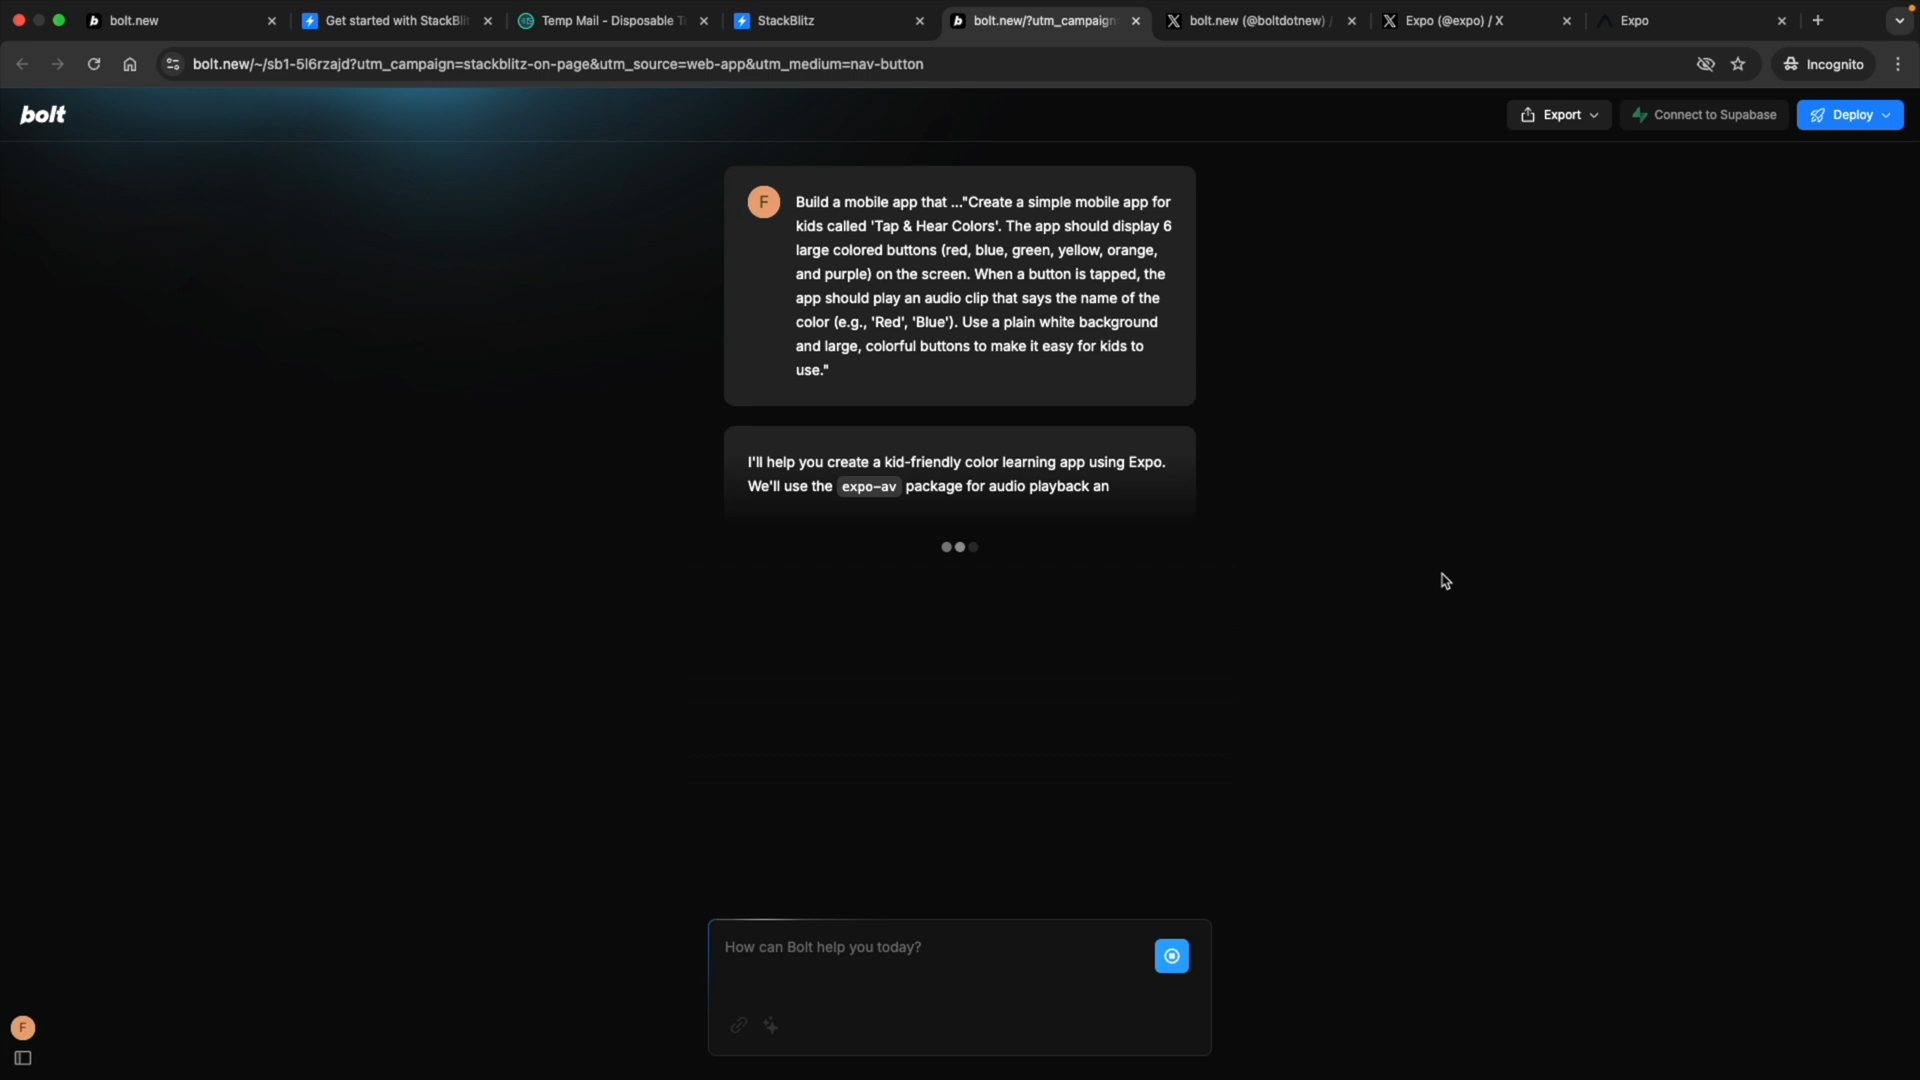 bolt.new
Get started with StackBli
Temp Mail - Disposable T
StackBlitz
bolt.new/?utm_campaign
bolt.new (@boltdotnew) /
Expo (@expo) / X
Expo
bolt.new/~/sb1-5l6rzajd?utm_campaign=stackblitz-on-page&utm_source=web-app&utm_medium=nav-button
Incognito
bolt
Export
Connect to Supabase
Deploy
F
Build a mobile app that ..."Create a simple mobile app for
kids called 'Tap & Hear Colors'. The app should display 6
large colored buttons (red, blue, green, yellow, orange,
and purple) on the screen. When a button is tapped, the
app should play an audio clip that says the name of the
color (e.g., 'Red', 'Blue'). Use a plain white background
and large, colorful buttons to make it easy for kids to
use."
I'll help you create a kid-friendly color learning app using Expo.
We'll use the expo-av package for audio playback an
How can Bolt help you today?
F